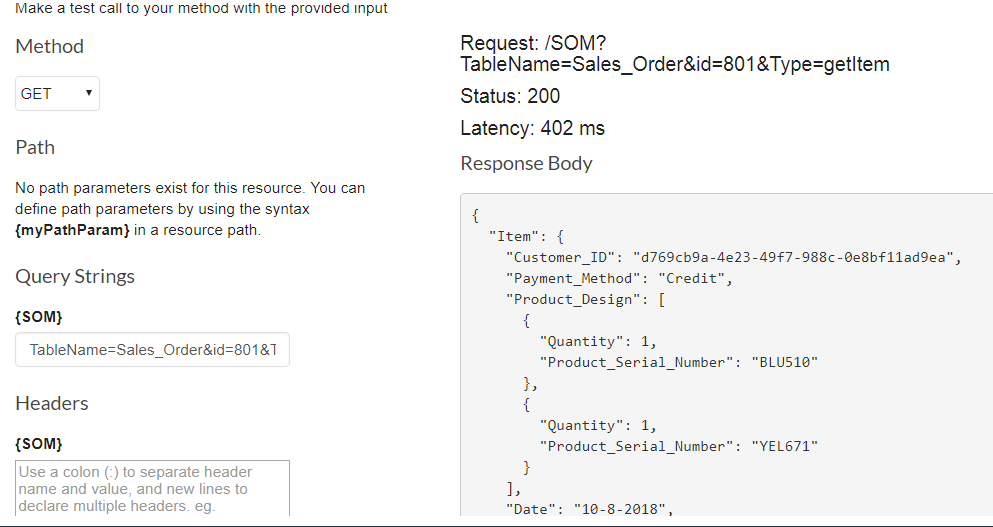 Make a test call to your method with the provided input
Method
GET
Path
No path parameters exist for this resource. You can
define path parameters by using the syntax
{myPathParam} in a resource path.
Query Strings
{SOM}
TableName=Sales_Order&id=801&T
Headers
{SOM}
Use a colon (:) to separate header
name and value, and new lines to
declare multiple headers. eg.
Request: /SOM?
TableName=Sales_Order&id=801&Type=getItem
Status: 200
Latency: 402 ms
Response Body
{
"Item": {
"Customer_ID": "d769cb9a-4e23-49f7-988c-0e8bf11ad9ea",
"Payment_Method": "Credit",
"Product_Design": [
{
"Quantity": 1,
"Product_Serial_Number": "BLU510"
},
{
"Quantity": 1,
"Product_Serial_Number": "YEL671"
}
],
"Date": "10-8-2018",